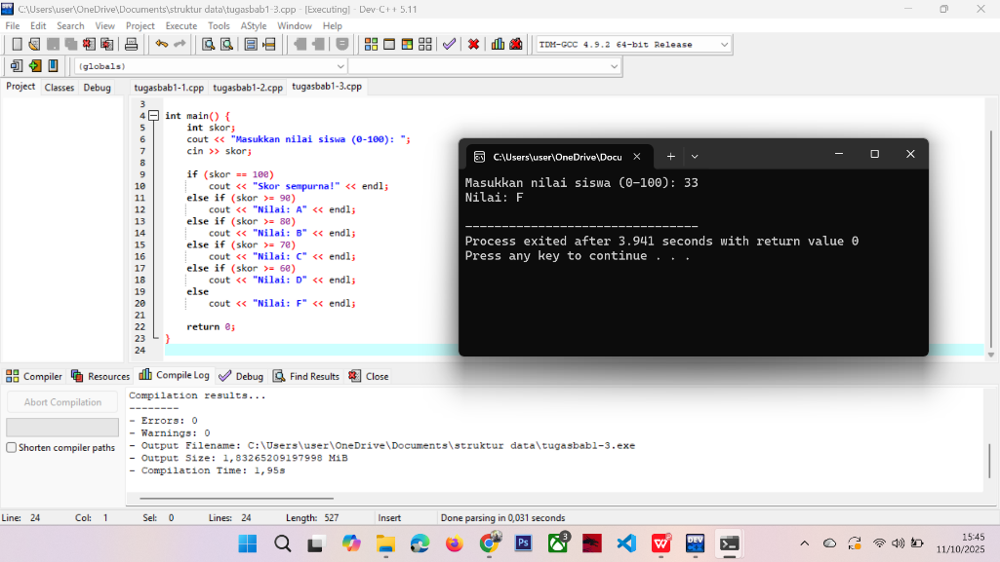 C:\Users\user\OneDrive\Documents\struktur data\tugasbab1-3.cpp - [Executing] - Dev-C++ 5.11
File Edit Search View Project Execute Tools AStyle Window Help
TDM-GCC 4.9.2 64-bit Release
(globals)
Project Classes Debug
tugasbab1-1.cpp tugasbab1-2.cpp tugasbab1-3.cpp
3
4 int main() {
5 int skor;
6 cout << "Masukkan nilai siswa (0-100): ";
7 cin >> skor;
8
9 if (skor == 100)
10 cout << "Skor sempurna!" << endl;
11 else if (skor >= 90)
12 cout << "Nilai: A" << endl;
13 else if (skor >= 80)
14 cout << "Nilai: B" << endl;
15 else if (skor >= 70)
16 cout << "Nilai: C" << endl;
17 else if (skor >= 60)
18 cout << "Nilai: D" << endl;
19 else
20 cout << "Nilai: F" << endl;
21
22 return 0;
23 }
24
C:\Users\user\OneDrive\Docu
Masukkan nilai siswa (0-100): 33
Nilai: F
--------------------------------
Process exited after 3.941 seconds with return value 0
Press any key to continue . . .
Compiler Resources Compile Log Debug Find Results Close
Abort Compilation
Shorten compiler paths
Compilation results...
--------
- Errors: 0
- Warnings: 0
- Output Filename: C:\Users\user\OneDrive\Documents\struktur data\tugasbab1-3.exe
- Output Size: 1,83265209197998 MiB
- Compilation Time: 1,95s
Line: 24 Col: 1 Sel: 0 Lines: 24 Length: 527 Insert Done parsing in 0,031 seconds
Ps
3
W
DEV
15:45
11/10/2025